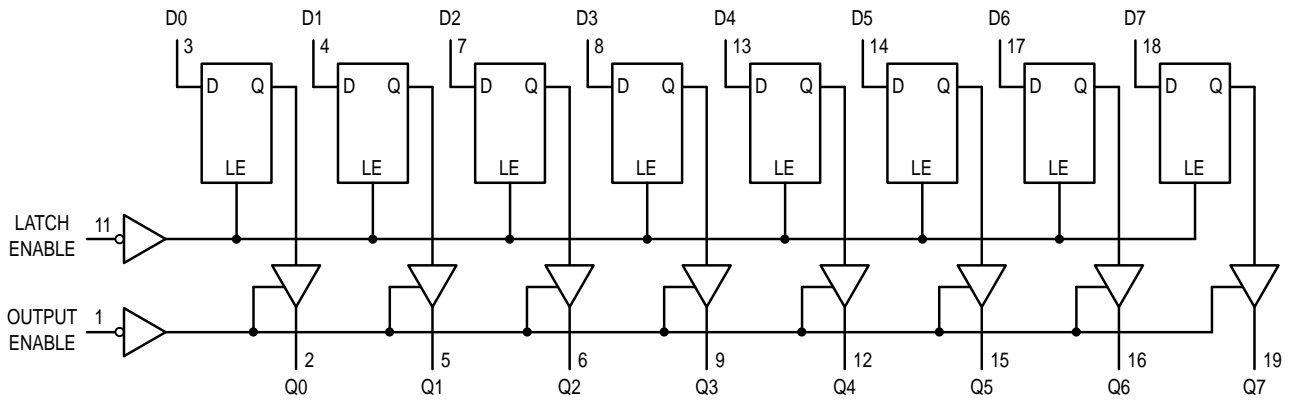 D0 D1 D2 D3 D4 D5 D6 D7
3 4 7 8 13 14 17 18
D Q D Q D Q D Q D Q D Q D Q D Q
LE LE LE LE LE LE LE LE
LATCH
ENABLE
11
OUTPUT
ENABLE
1
2 5 6 9 12 15 16 19
Q0 Q1 Q2 Q3 Q4 Q5 Q6 Q7